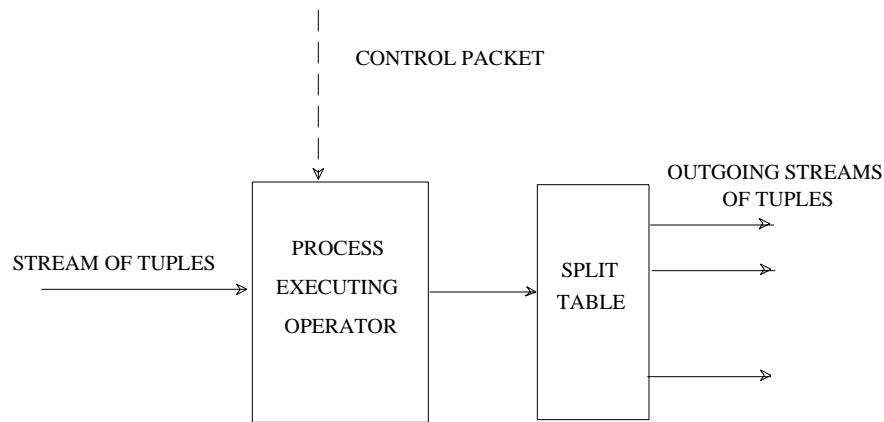 CONTROL PACKET
OUTGOING STREAMS
OF TUPLES
STREAM OF TUPLES
PROCESS
EXECUTING
OPERATOR
SPLIT
TABLE